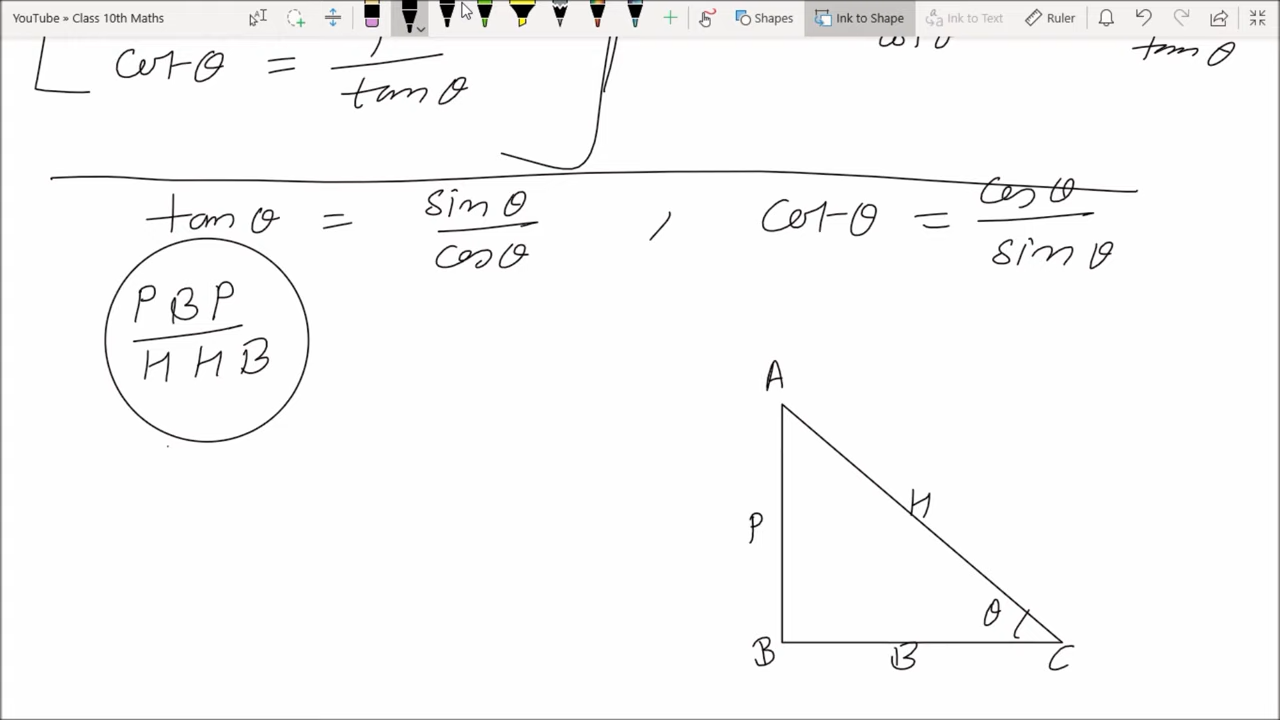 YouTube » Class 10th Maths
Shapes
Ink to Shape
Ink to Text
Ruler
cot θ = 1/tan θ
tan θ
tan θ = sin θ/cos θ , cot θ = cos θ/sin θ
P B P
H H B
A
H
P
θ
B
B
C